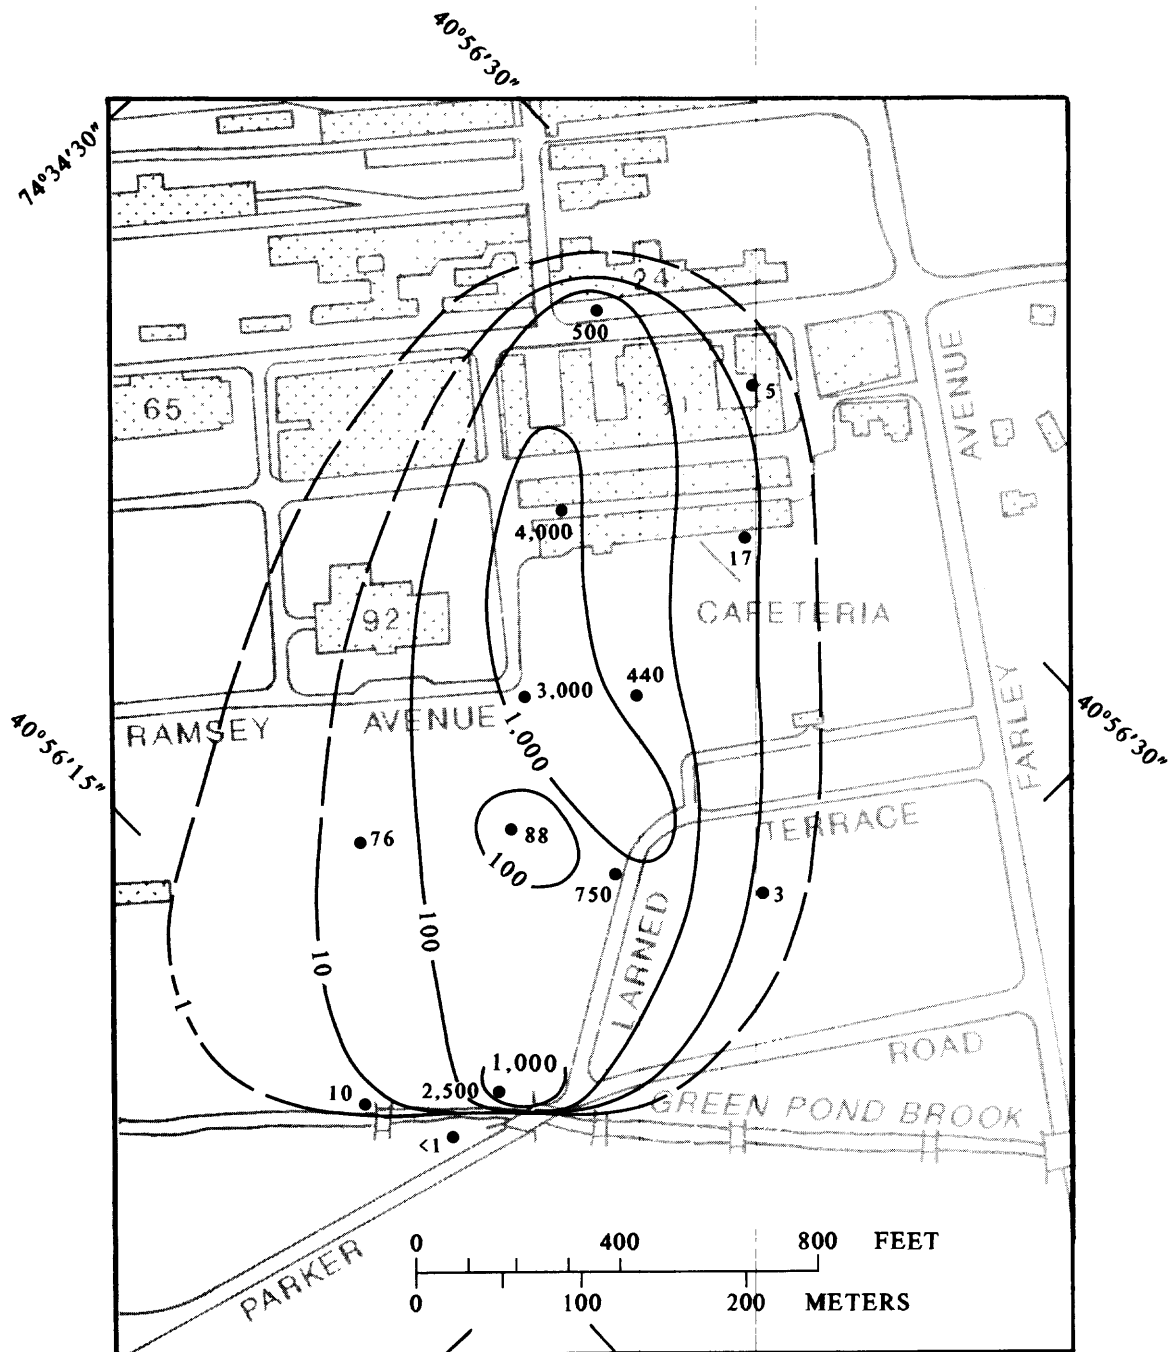 40°56'30"
74°34'30"
24
500
65
5
31
AVENUE
4,000
17
92
CAFETERIA
440
3,000
RAMSEY AVENUE
1,000
40°56'15"
40°56'30"
FARLEY
TERRACE
76
88
100
750
3
100
LARNED
10
1
ROAD
1,000
2,500
10
GREEN POND BROOK
<1
PARKER
0 400 800 FEET
0 100 200 METERS